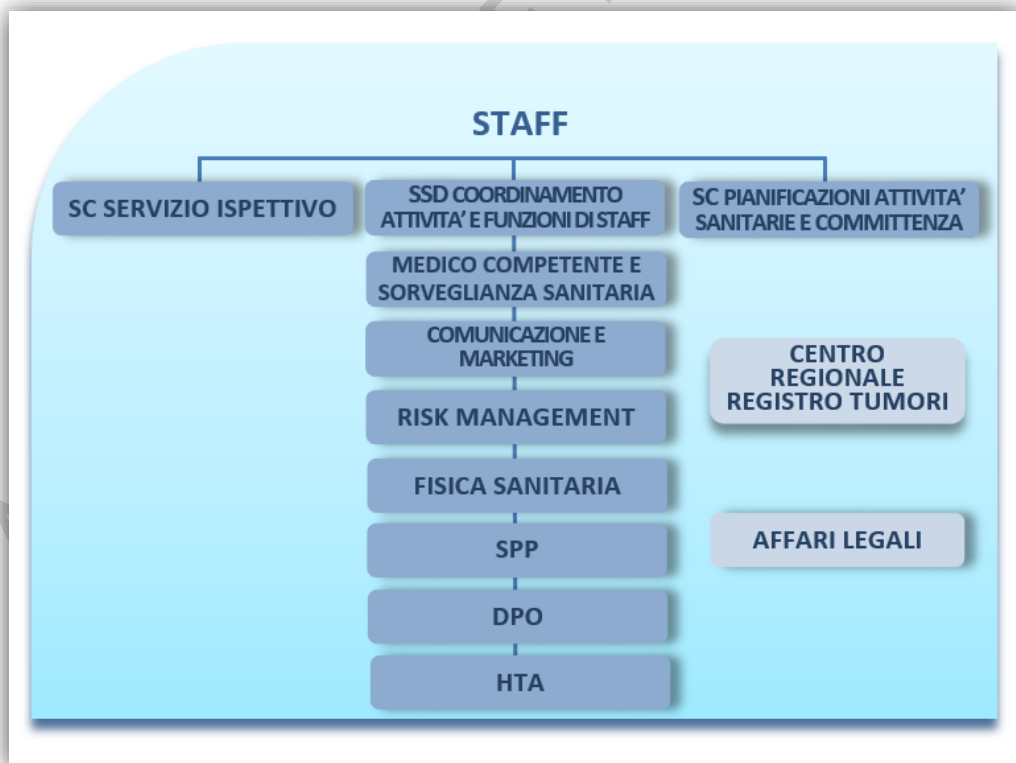 STAFF
SC SERVIZIO ISPETTIVO
SSD COORDINAMENTO
ATTIVITA’ E FUNZIONI DI STAFF
SC PIANIFICAZIONI ATTIVITA’
SANITARIE E COMMITTENZA
MEDICO COMPETENTE E
SORVEGLIANZA SANITARIA
COMUNICAZIONE E
MARKETING
RISK MANAGEMENT
FISICA SANITARIA
SPP
DPO
HTA
CENTRO
REGIONALE
REGISTRO TUMORI
AFFARI LEGALI